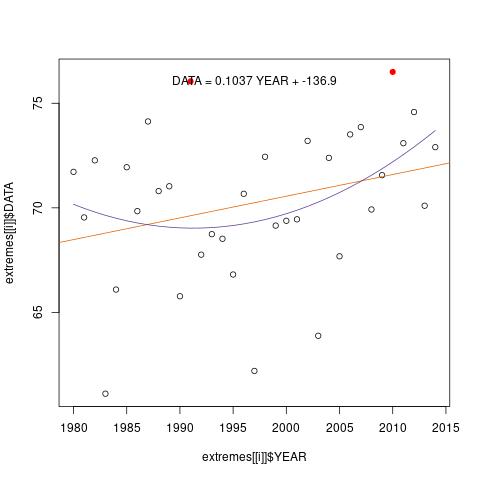 DATA = 0.1037 YEAR + -136.9
75
70
65
extremes[[i]]$DATA
1980 1985 1990 1995 2000 2005 2010 2015
extremes[[i]]$YEAR